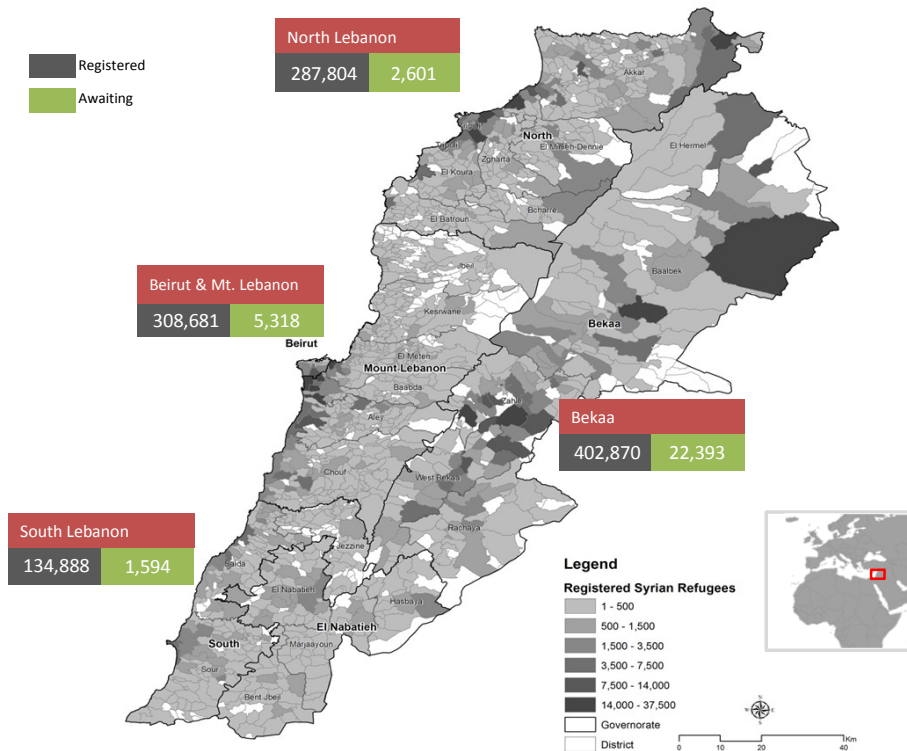 Registered
Awaiting
North Lebanon
287,804 2,601
Akkar
North
El Minieh-Dennie
El Hermel
Tripoli
Zgharta
El Koura
Bcharre
El Batroun
Jbeil
Baalbek
Beirut & Mt. Lebanon
308,681 5,318
Kesrwane
Bekaa
Beirut
El Meten
Mount Lebanon
Baabda
Zahle
Aley
Bekaa
402,870 22,393
Chouf
West Bekaa
South Lebanon
134,888 1,594
Rachaya
Jezzine
Saida
El Nabatieh
Hasbaya
El Nabatieh
South
Marjaayoun
Sour
Bent Jbeil
Legend
Registered Syrian Refugees
1 - 500
500 - 1,500
1,500 - 3,500
3,500 - 7,500
7,500 - 14,000
14,000 - 37,500
Governorate
District
N
W E
S
Km
0 10 20 40